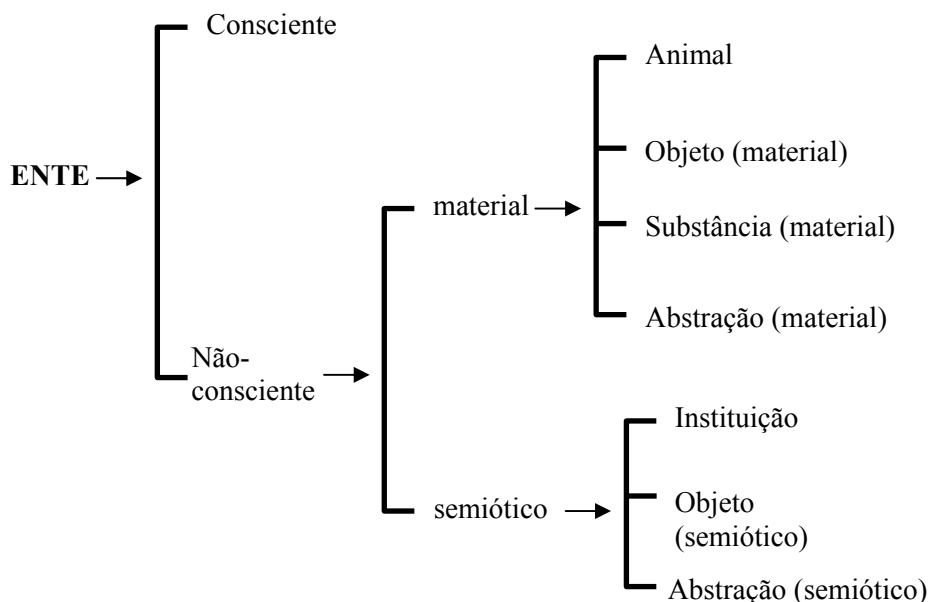 Consciente
Animal
Objeto (material)
ENTE
material
Substância (material)
Abstração (material)
Não-
consciente
Instituição
semiótico
Objeto
(semiótico)
Abstração (semiótico)